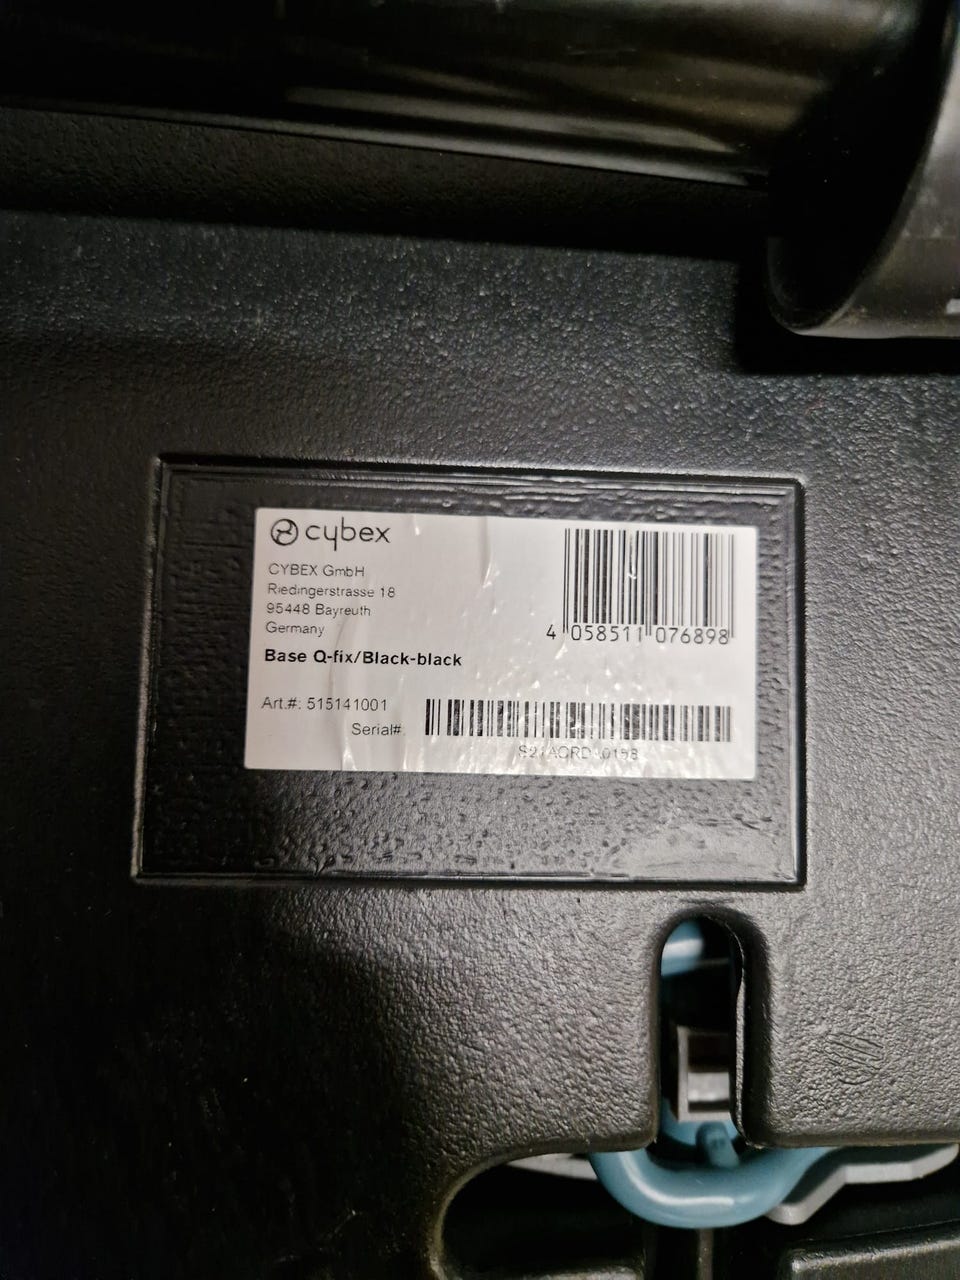 cybex
CYBEX GmbH
Riedingerstrasse 18
95448 Bayreuth
Germany
4 058511 076898
Base Q-fix/Black-black
Art.#: 515141001
Serial#: